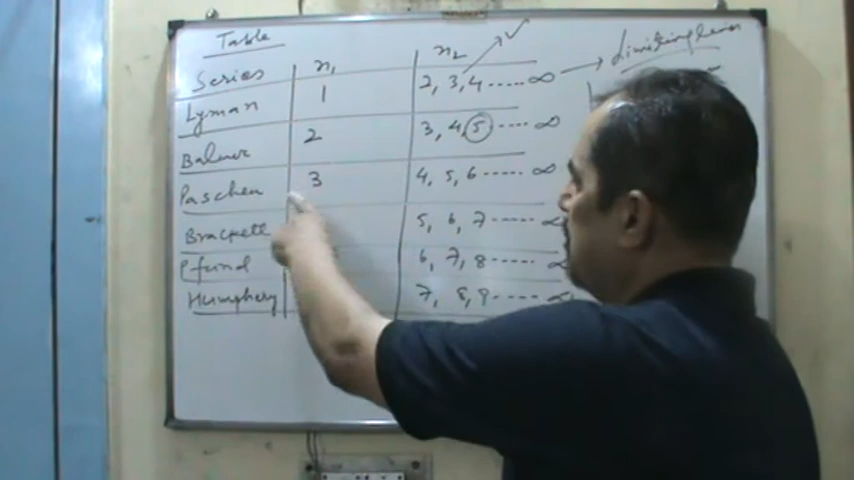 Table
Series n₁ n₂
Lyman 1 2, 3, 4 ...... ∞ → Limiting line
Balmer 2 3, 4, 5 .... ∞
Paschen 3 4, 5, 6 ...... ∞
Brackett 5, 6, 7 ......
Pfund 6, 7, 8 ......
Humphery 7, 8, 9 .....